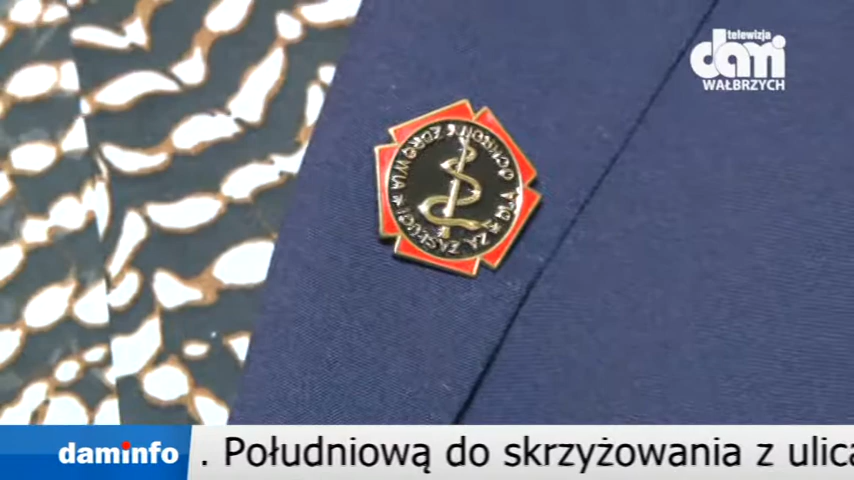 telewizja
dami
WAŁBRZYCH
ZA ZASŁUGI * DLA OCHRONY ZDROWIA *
daminfo
. Południową do skrzyżowania z ulica